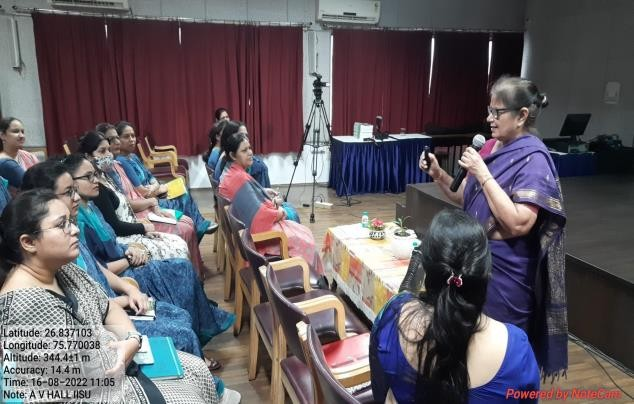 Latitude: 26.837103
Longitude: 75.770038
Altitude: 344.4±1 m
Accuracy: 14.4 m
Time: 16-08-2022 11:05
Note: A V HALL IISU
Powered by NoteCam